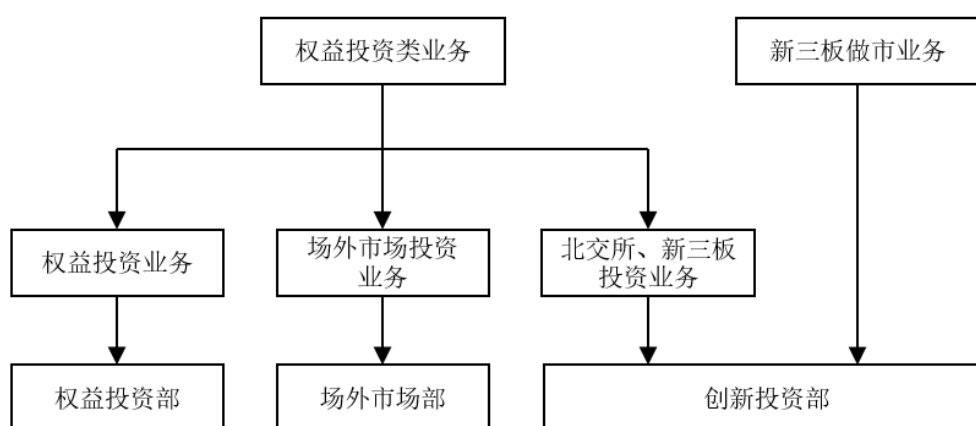 权益投资类业务
新三板做市业务
权益投资业务
场外市场投资
业务
北交所、新三板
投资业务
权益投资部
场外市场部
创新投资部